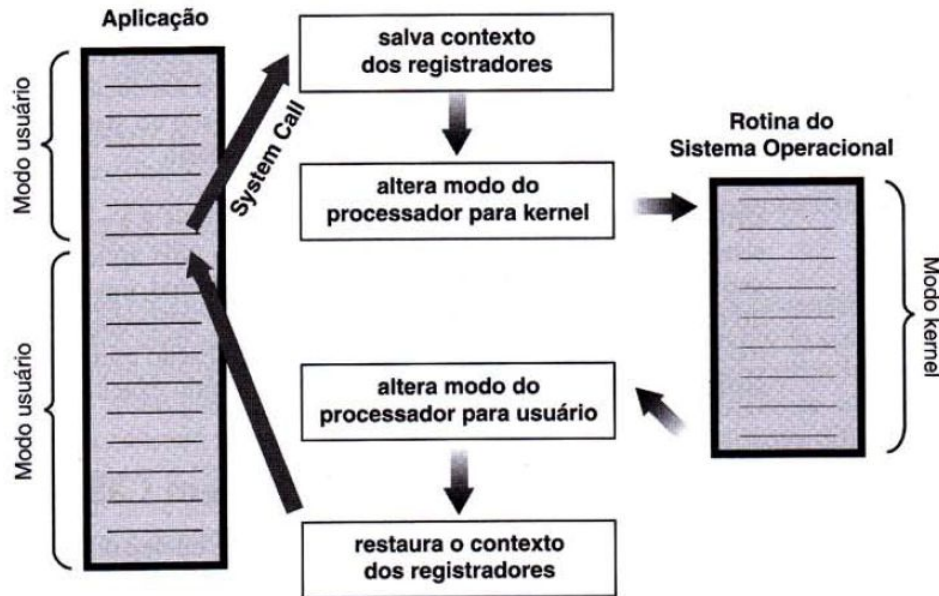 Aplicação
Modo usuário
System Call
salva contexto
dos registradores
altera modo do
processador para kernel
Rotina do
Sistema Operacional
Modo kernel
altera modo do
processador para usuário
restaura o contexto
dos registradores
Modo usuário